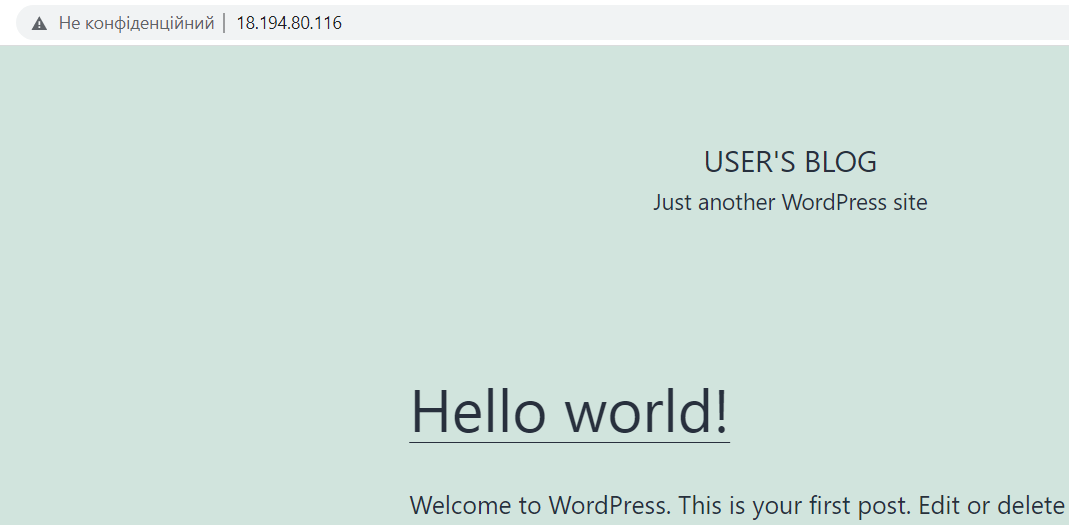 Не конфіденційний | 18.194.80.116
USER'S BLOG
Just another WordPress site
Hello world!
Welcome to WordPress. This is your first post. Edit or delete